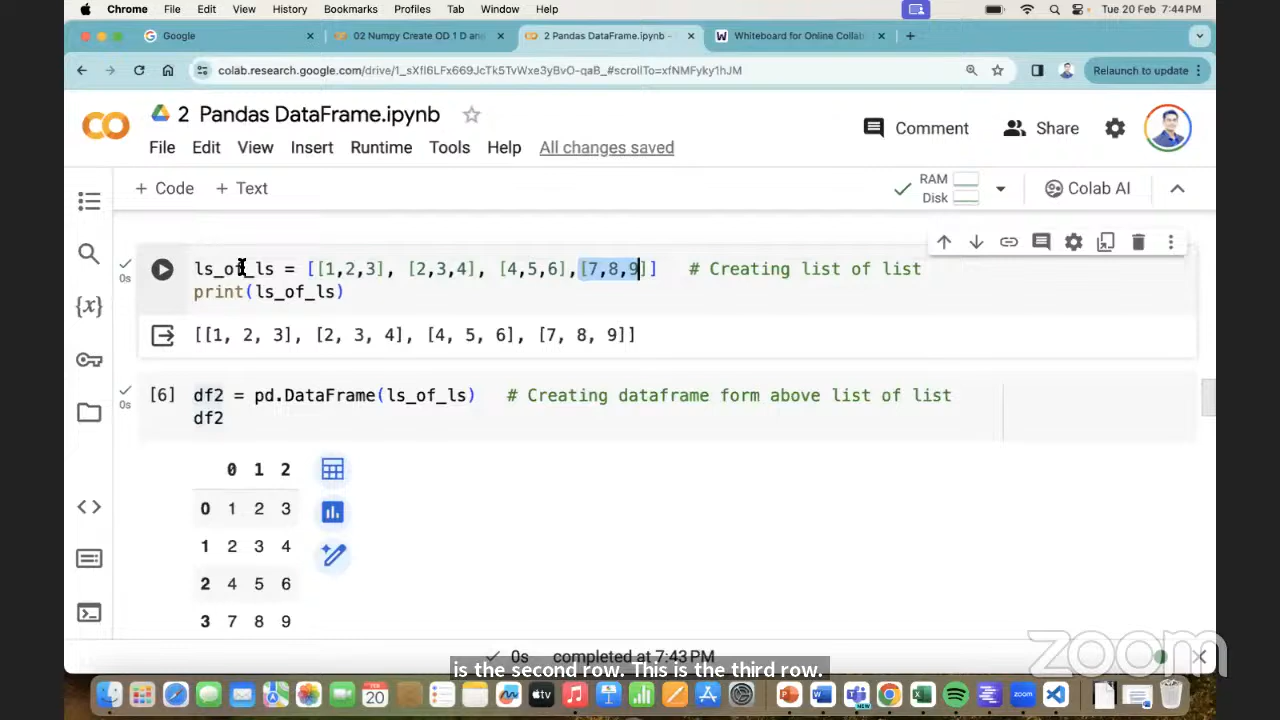 Chrome File Edit View History Bookmarks Profiles Tab Window Help Tue 20 Feb 7:44 PM
Google 02 Numpy Create OD 1 D and 2 Pandas DataFrame.ipynb - Whiteboard for Online Collab
colab.research.google.com/drive/1_sXfI6LFx669JcTk5TvWxe3yBvO-qaB_#scrollTo=xfNMFyky1hJM Relaunch to update
CO 2 Pandas DataFrame.ipynb Comment Share
File Edit View Insert Runtime Tools Help All changes saved
+ Code + Text RAM Disk Colab AI
0s ls_of_ls = [[1,2,3], [2,3,4], [4,5,6],[7,8,9]] # Creating list of list
print(ls_of_ls)
{x}
[[1, 2, 3], [2, 3, 4], [4, 5, 6], [7, 8, 9]]
0s [6] df2 = pd.DataFrame(ls_of_ls) # Creating dataframe form above list of list
df2
0 1 2
0 1 2 3
1 2 3 4
2 4 5 6
3 7 8 9
0s completed at 7:43 PM
is the second row. This is the third row.
zoom
FEB 20 tv NEW zoom